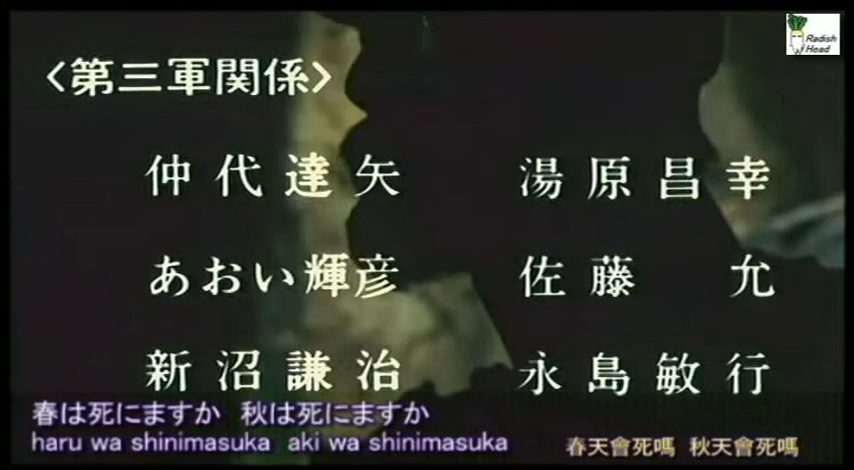 Radish
Head
<第三軍関係>
仲代達矢 湯原昌幸
あおい輝彦 佐藤 允
新沼謙治 永島敏行
春は死にますか 秋は死にますか
haru wa shinimasuka aki wa shinimasuka
春天會死嗎 秋天會死嗎